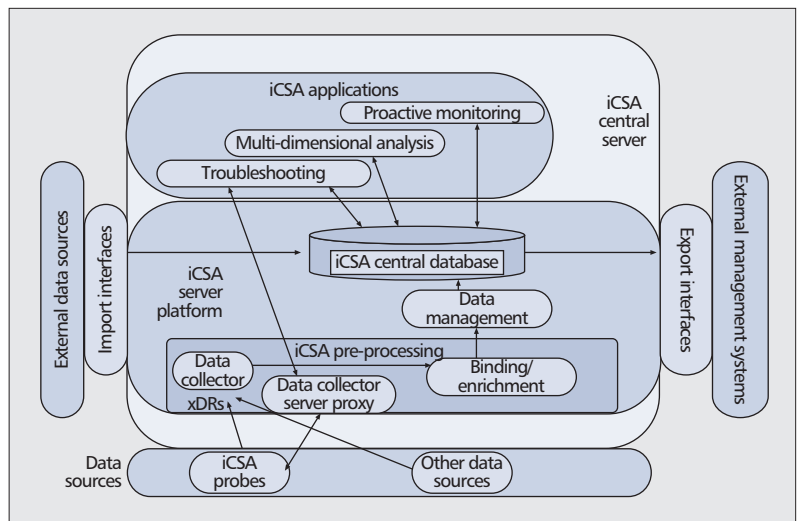 iCSA applications
Proactive monitoring
iCSA
central
server
Multi-dimensional analysis
Troubleshooting
External data sources
Import interfaces
iCSA central database
iCSA
server
platform
Data
management
Export interfaces
External management systems
iCSA pre-processing
Data
collector
Binding/
enrichment
Data collector
server proxy
xDRs
Data
sources
iCSA
probes
Other data
sources